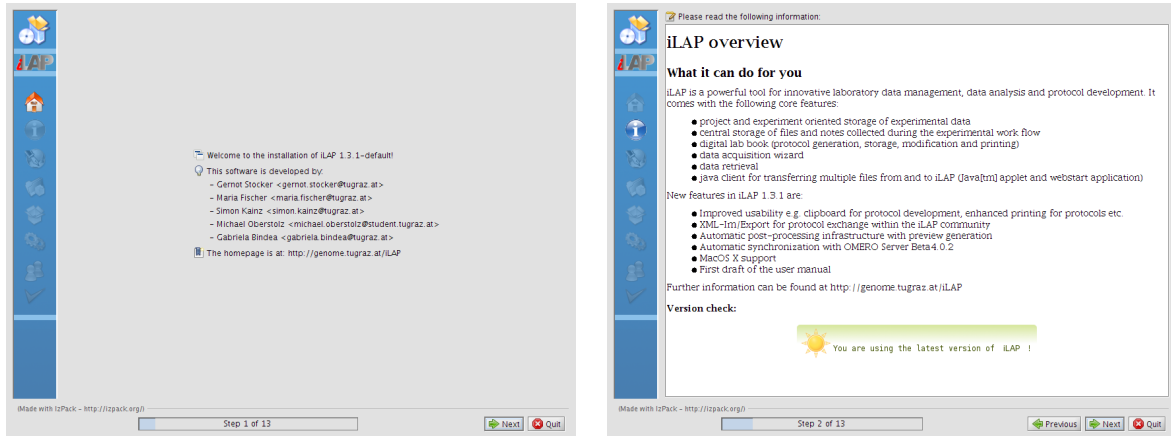 iLAP
Welcome to the installation of iLAP 1.3.1-default!
This software is developed by:
- Gernot Stocker <gernot.stocker@tugraz.at>
- Maria Fischer <maria.fischer@tugraz.at>
- Simon Kainz <simon.kainz@tugraz.at>
- Michael Oberstolz <michael.oberstolz@student.tugraz.at>
- Gabriela Bindea <gabriela.bindea@tugraz.at>
The homepage is at: http://genome.tugraz.at/iLAP
(Made with IzPack - http://izpack.org/)
Step 1 of 13
Next
Quit
Please read the following information:
iLAP
iLAP overview
What it can do for you
iLAP is a powerful tool for innovative laboratory data management, data analysis and protocol development. It
comes with the following core features:
● project and experiment oriented storage of experimental data
● central storage of files and notes collected during the experimental work flow
● digital lab book (protocol generation, storage, modification and printing)
● data acquisition wizard
● data retrieval
● java client for transferring multiple files from and to iLAP (Java[tm] applet and webstart application)
New features in iLAP 1.3.1 are:
● Improved usability e.g. clipboard for protocol development, enhanced printing for protocols etc.
● XML-Im/Export for protocol exchange within the iLAP community
● Automatic post-processing infrastructure with preview generation
● Automatic synchronization with OMERO Server Beta4.0.2
● MacOS X support
● First draft of the user manual
Further information can be found at http://genome.tugraz.at/iLAP
Version check:
You are using the latest version of iLAP !
(Made with IzPack - http://izpack.org/)
Step 2 of 13
Previous
Next
Quit